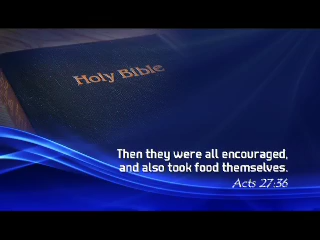 Holy Bible
Then they were all encouraged,
and also took food themselves.
Acts 27:36